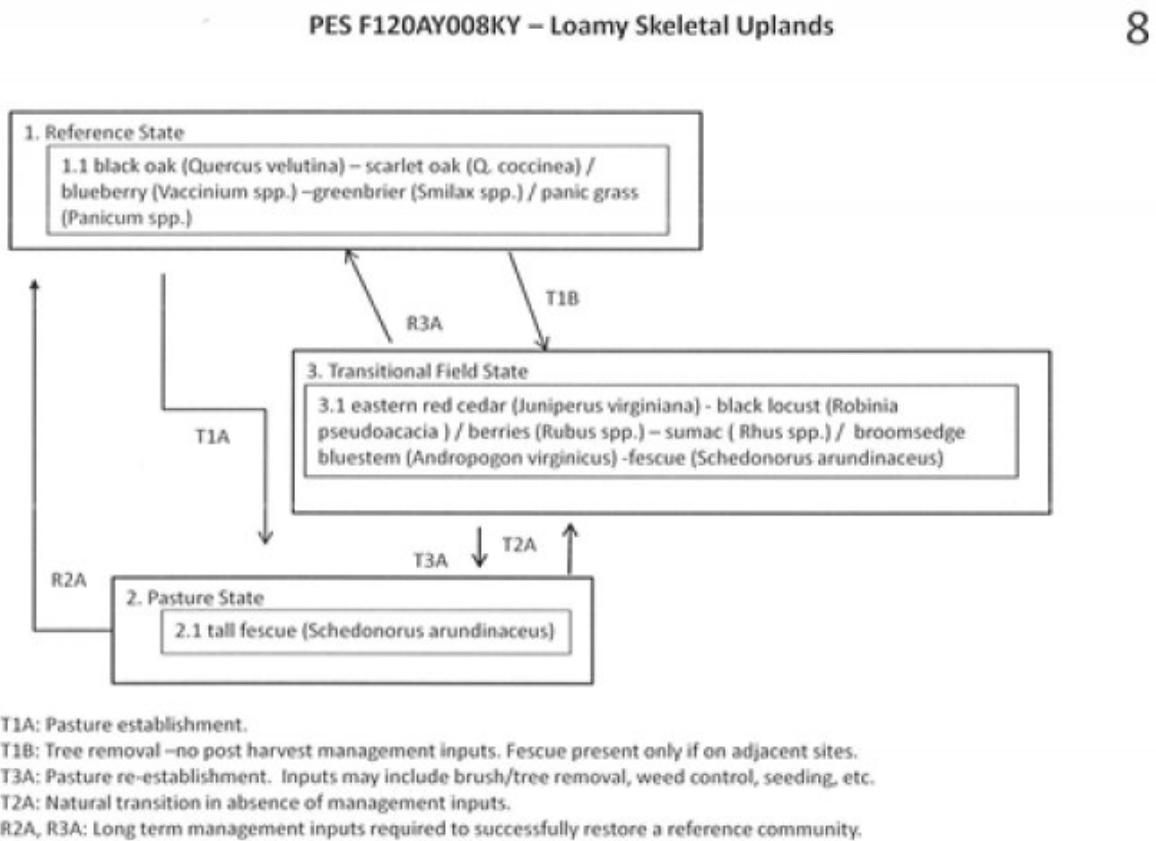 PES F120AY008KY – Loamy Skeletal Uplands
8
1. Reference State
1.1 black oak (Quercus velutina) – scarlet oak (Q. coccinea) /
blueberry (Vaccinium spp.) –greenbrier (Smilax spp.) / panic grass
(Panicum spp.)
T1B
R3A
3. Transitional Field State
3.1 eastern red cedar (Juniperus virginiana) - black locust (Robinia
pseudoacacia ) / berries (Rubus spp.) – sumac ( Rhus spp.) / broomsedge
bluestem (Andropogon virginicus) -fescue (Schedonorus arundinaceus)
T1A
T3A
T2A
R2A
2. Pasture State
2.1 tall fescue (Schedonorus arundinaceus)
T1A: Pasture establishment.
T1B: Tree removal –no post harvest management inputs. Fescue present only if on adjacent sites.
T3A: Pasture re-establishment. Inputs may include brush/tree removal, weed control, seeding, etc.
T2A: Natural transition in absence of management inputs.
R2A, R3A: Long term management inputs required to successfully restore a reference community.